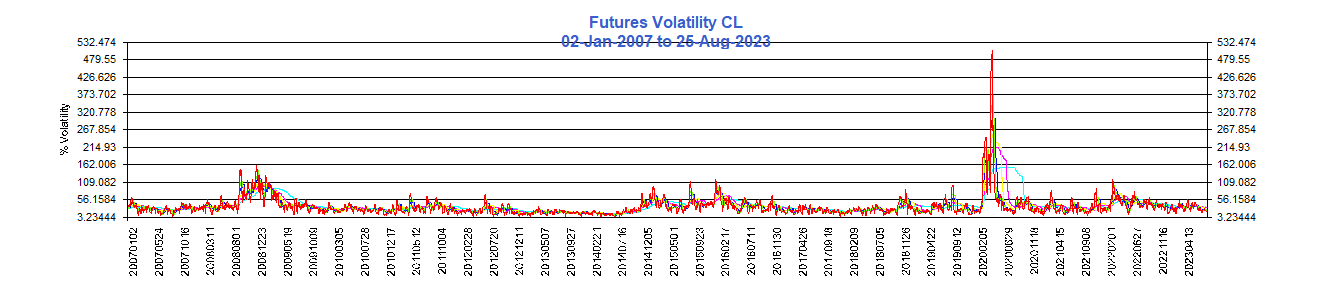 Futures Volatility CL
02-Jan-2007 to 25-Aug-2023
532.474 532.474
479.55 479.55
426.626 426.626
373.702 373.702
320.778 320.778
267.854 267.854
214.93 214.93
162.006 162.006
109.082 109.082
56.1584 56.1584
3.23444 3.23444
% Volatility
20070102 20070524 20071016 20080311 20080801 20081223 20090519 20091009 20100305 20100728 20101217 20110512 20111004 20120228 20120720 20121211 20130507 20130927 20140221 20140716 20141205 20150501 20150923 20160217 20160711 20161130 20170426 20170918 20180209 20180705 20181126 20190422 20190912 20200205 20200629 20201118 20210415 20210908 20220201 20220627 20221116 20230413